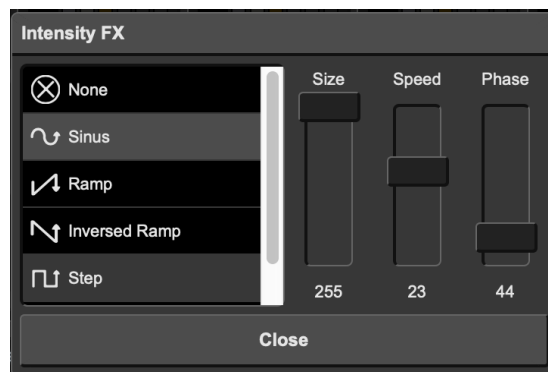 Intensity FX
None
Sinus
Ramp
Inversed Ramp
Step
Size Speed Phase
255 23 44
Close